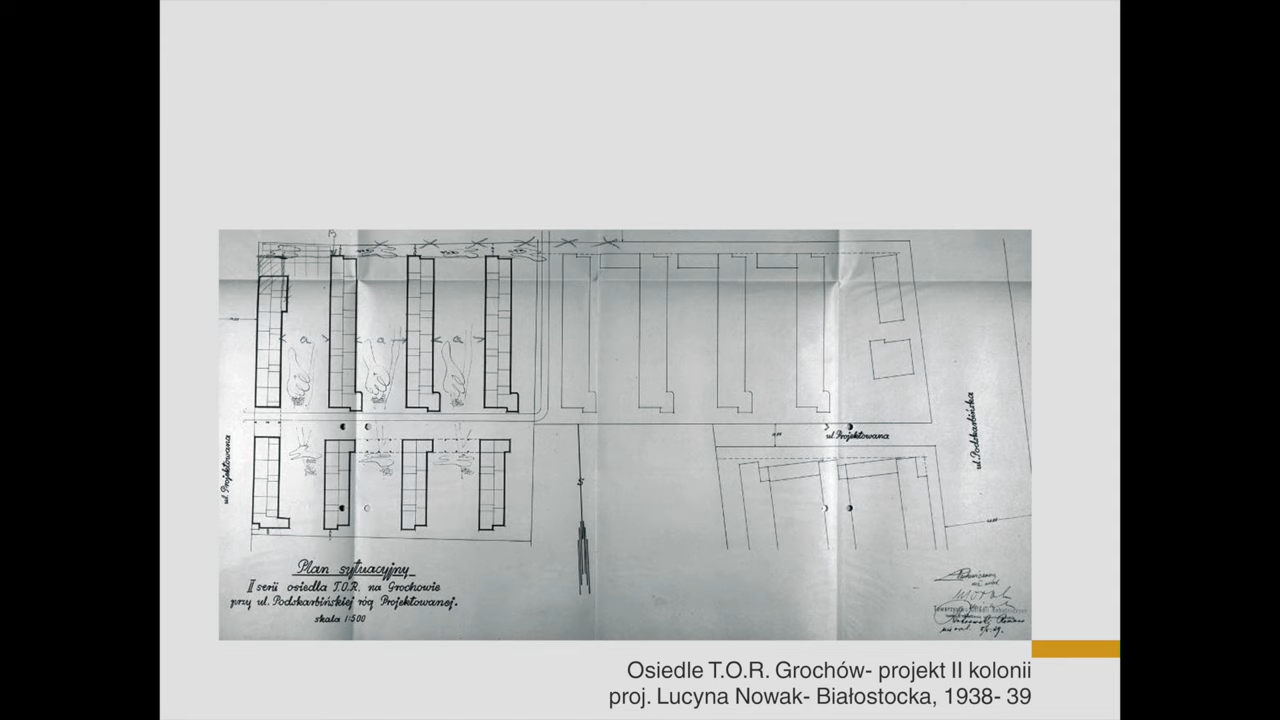 a
a
a
ul. Projektowana
ul. Projektowana
ul. Podskarbińska
S
Plan sytuacyjny
II serii osiedla T.O.R. na Grochowie
przy ul. Podskarbińskiej róg Projektowanej.
skala 1:500
Osiedle T.O.R. Grochów- projekt II kolonii
proj. Lucyna Nowak- Białostocka, 1938- 39